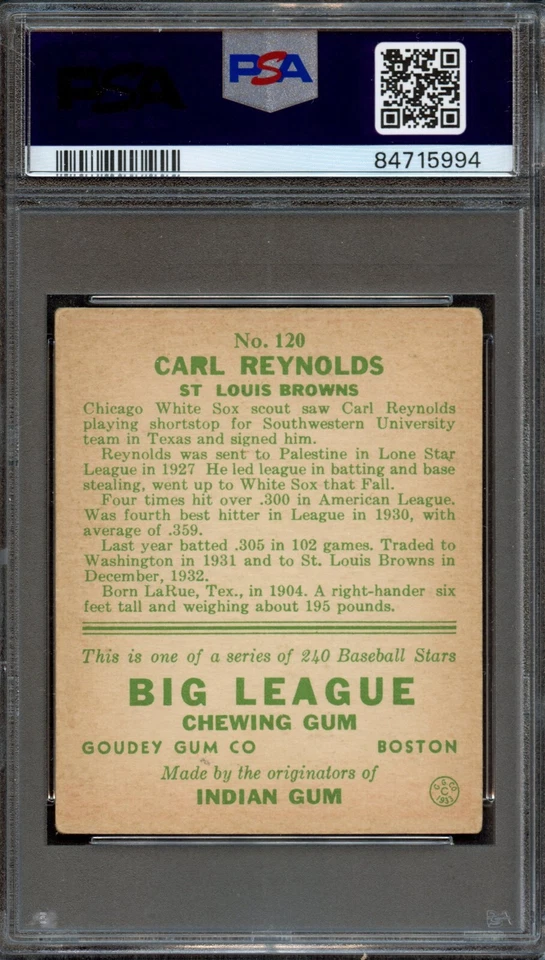 PSA
PSA
84715994
No. 120
CARL REYNOLDS
ST LOUIS BROWNS
Chicago White Sox scout saw Carl Reynolds
playing shortstop for Southwestern University
team in Texas and signed him.
Reynolds was sent to Palestine in Lone Star
League in 1927 He led league in batting and base
stealing, went up to White Sox that Fall.
Four times hit over .300 in American League.
Was fourth best hitter in League in 1930, with
average of .359.
Last year batted .305 in 102 games. Traded to
Washington in 1931 and to St. Louis Browns in
December, 1932.
Born LaRue, Tex., in 1904. A right-hander six
feet tall and weighing about 195 pounds.
This is one of a series of 240 Baseball Stars
BIG LEAGUE
CHEWING GUM
GOUDEY GUM CO BOSTON
Made by the originators of
INDIAN GUM
G. G. CO.
C
1933
PSA